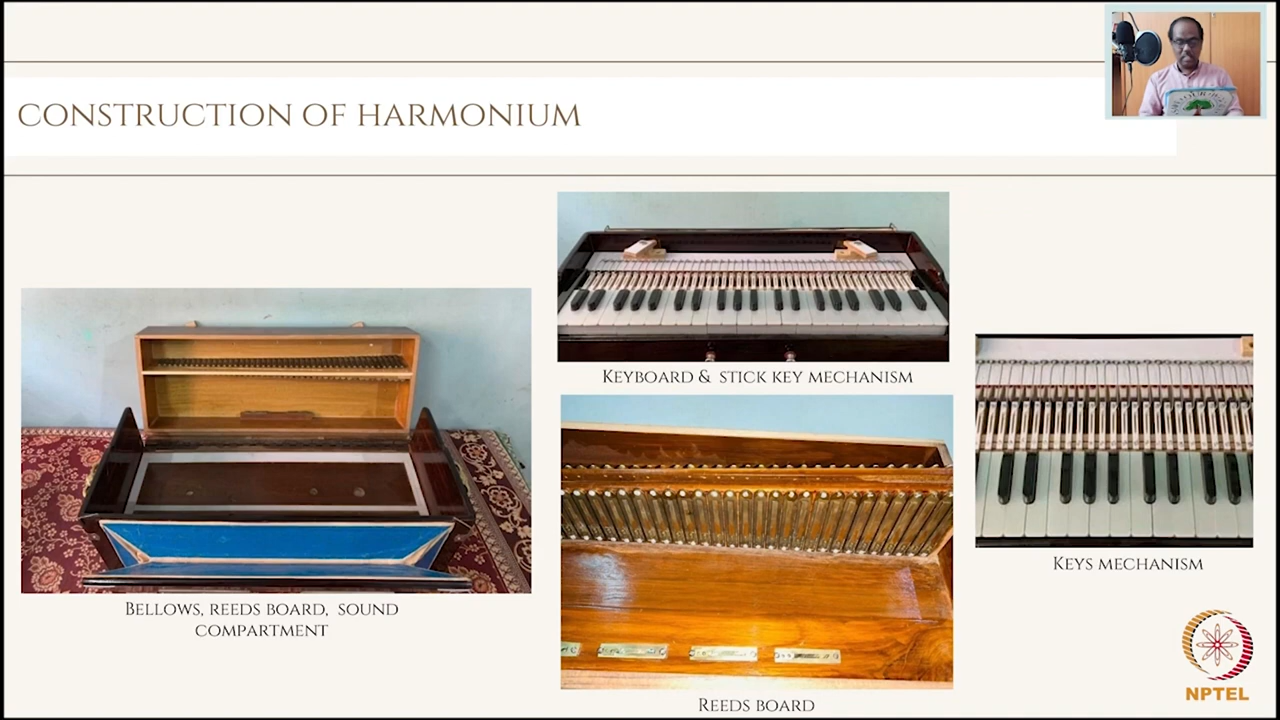 CONSTRUCTION OF HARMONIUM
KEYBOARD & STICK KEY MECHANISM
KEYS MECHANISM
BELLOWS, REEDS BOARD, SOUND
COMPARTMENT
REEDS BOARD
NPTEL